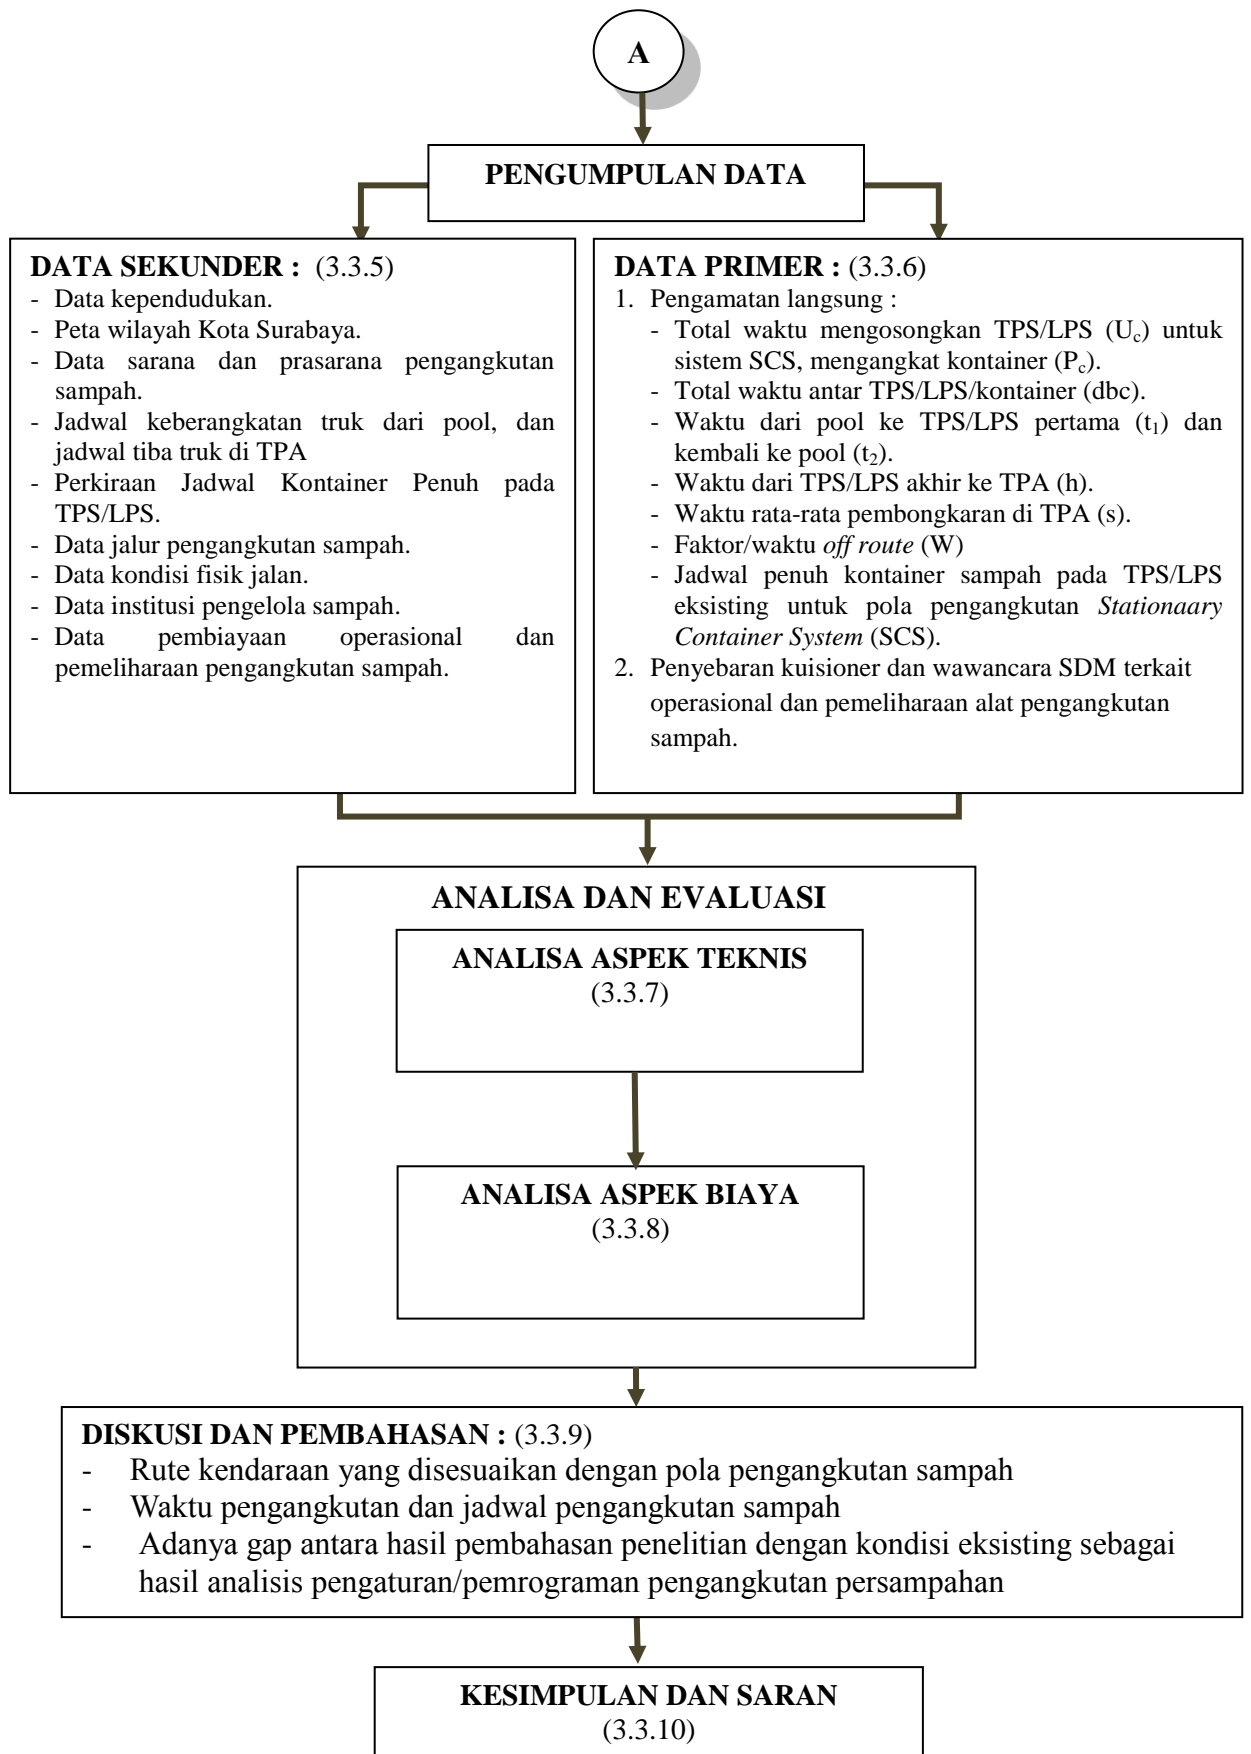 A
PENGUMPULAN DATA
DATA SEKUNDER : (3.3.5)
- Data kependudukan.
- Peta wilayah Kota Surabaya.
- Data sarana dan prasarana pengangkutan
sampah.
- Jadwal keberangkatan truk dari pool, dan
jadwal tiba truk di TPA
- Perkiraan Jadwal Kontainer Penuh pada
TPS/LPS.
- Data jalur pengangkutan sampah.
- Data kondisi fisik jalan.
- Data institusi pengelola sampah.
- Data pembiayaan operasional dan
pemeliharaan pengangkutan sampah.
DATA PRIMER : (3.3.6)
1. Pengamatan langsung :
- Total waktu mengosongkan TPS/LPS (Uc) untuk
sistem SCS, mengangkat kontainer (Pc).
- Total waktu antar TPS/LPS/kontainer (dbc).
- Waktu dari pool ke TPS/LPS pertama (t1) dan
kembali ke pool (t2).
- Waktu dari TPS/LPS akhir ke TPA (h).
- Waktu rata-rata pembongkaran di TPA (s).
- Faktor/waktu off route (W)
- Jadwal penuh kontainer sampah pada TPS/LPS
eksisting untuk pola pengangkutan Stationaary
Container System (SCS).
2. Penyebaran kuisioner dan wawancara SDM terkait
operasional dan pemeliharaan alat pengangkutan
sampah.
ANALISA DAN EVALUASI
ANALISA ASPEK TEKNIS
(3.3.7)
ANALISA ASPEK BIAYA
(3.3.8)
DISKUSI DAN PEMBAHASAN : (3.3.9)
- Rute kendaraan yang disesuaikan dengan pola pengangkutan sampah
- Waktu pengangkutan dan jadwal pengangkutan sampah
- Adanya gap antara hasil pembahasan penelitian dengan kondisi eksisting sebagai
hasil analisis pengaturan/pemrograman pengangkutan persampahan
KESIMPULAN DAN SARAN
(3.3.10)